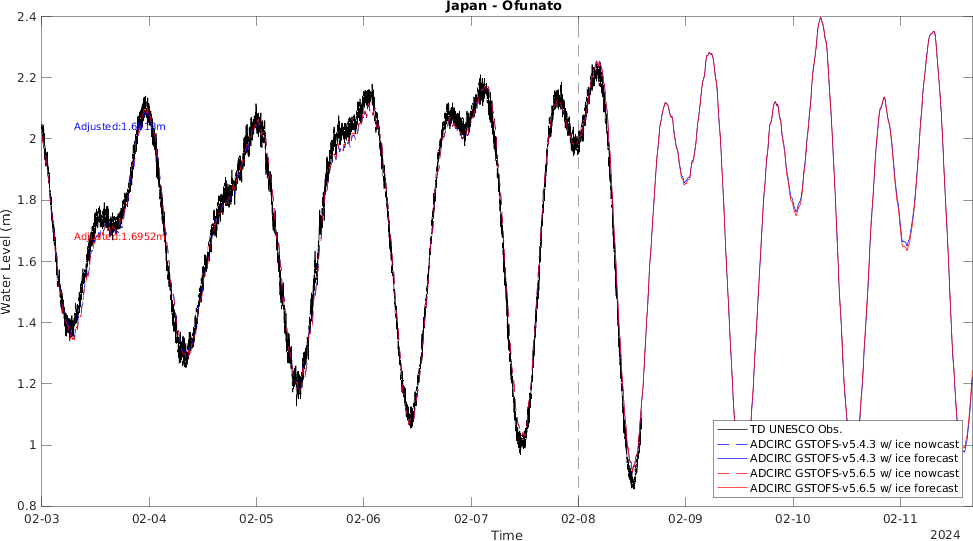 Japan - Ofunato
Water Level (m)
2.4
2.2
2
1.8
1.6
1.4
1.2
1
0.8
Adjusted:1.6952m
TD UNESCO Obs.
ADCIRC GSTOFS-v5.4.3 w/ ice nowcast
ADCIRC GSTOFS-v5.4.3 w/ ice forecast
ADCIRC GSTOFS-v5.6.5 w/ ice nowcast
ADCIRC GSTOFS-v5.6.5 w/ ice forecast
02-03 02-04 02-05 02-06 02-07 02-08 02-09 02-10 02-11
Time
2024